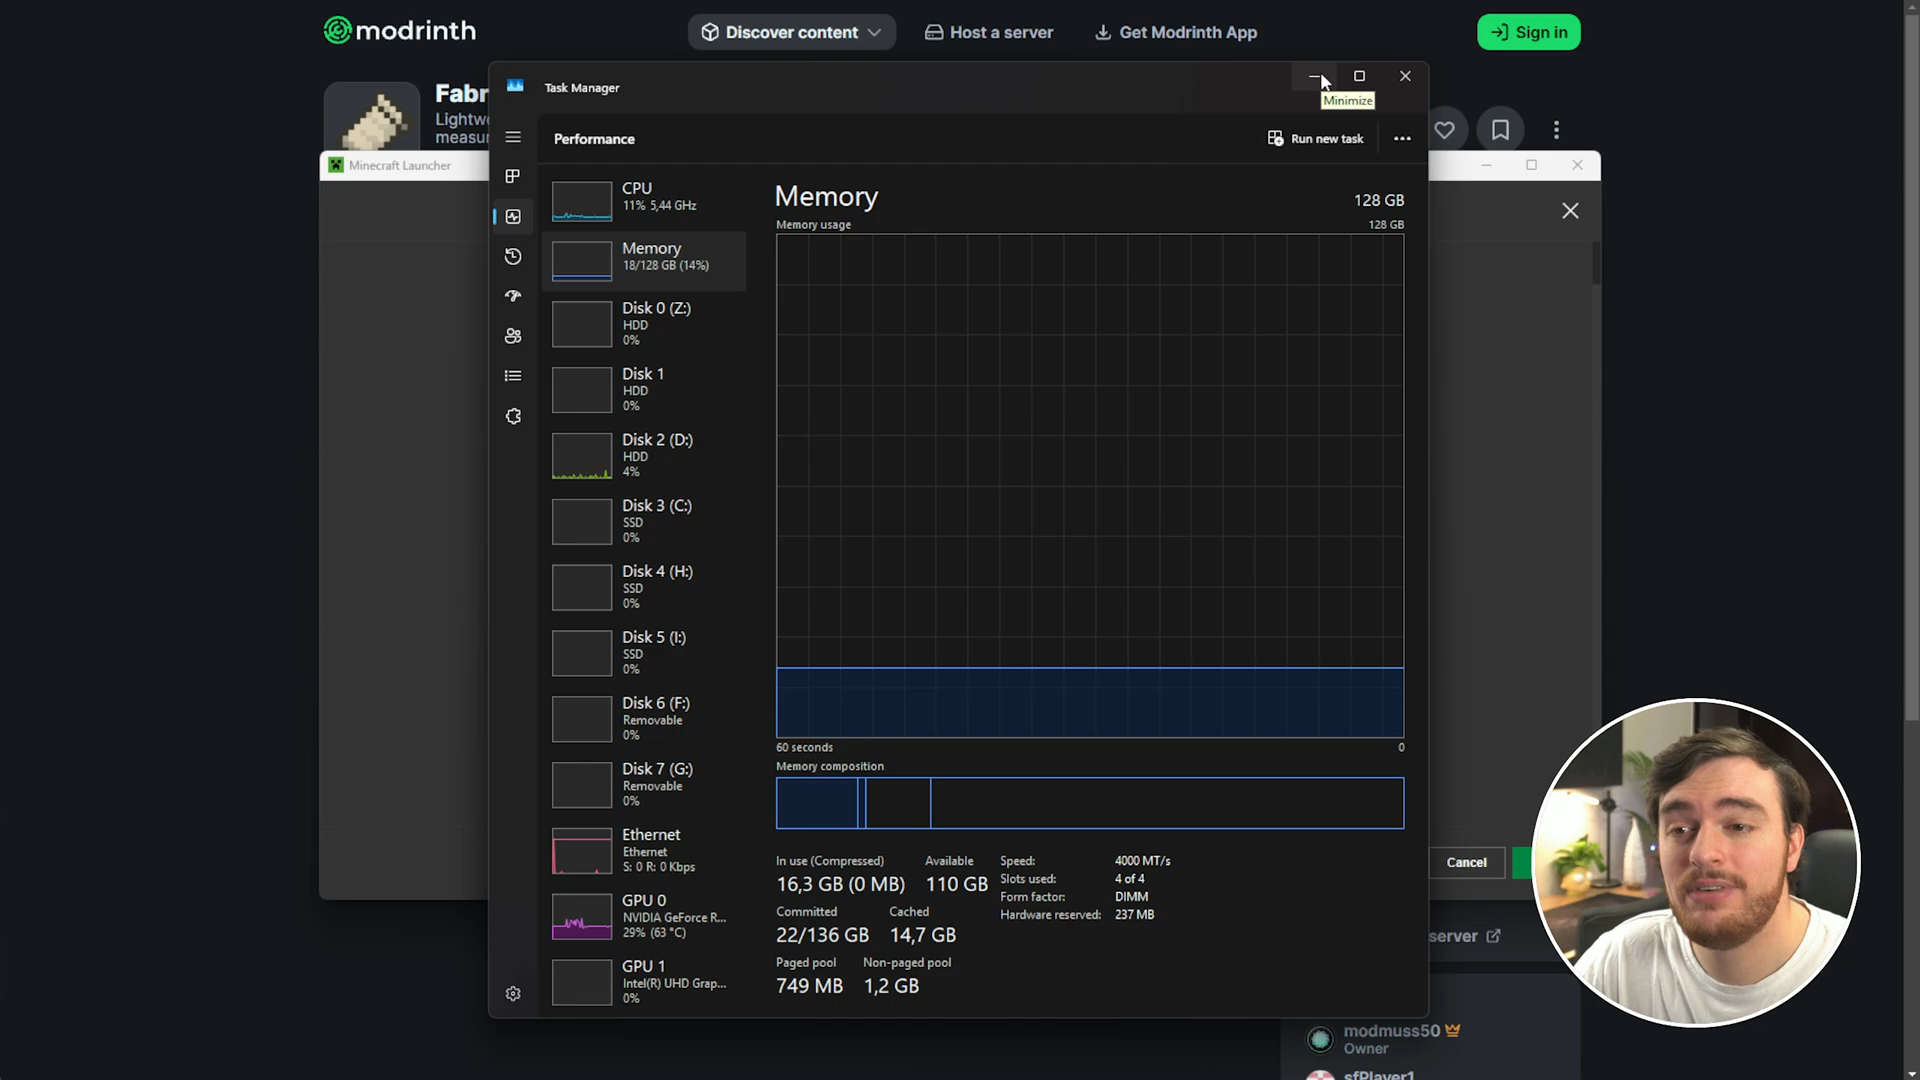 modrinth
Discover content
Host a server
Get Modrinth App
Sign in
Fabr
Lightwe
measur
Minecraft Launcher
Task Manager
Minimize
Performance
Run new task
CPU
11% 5,44 GHz
Memory
18/128 GB (14%)
Disk 0 (Z:)
HDD
0%
Disk 1
HDD
0%
Disk 2 (D:)
HDD
4%
Disk 3 (C:)
SSD
0%
Disk 4 (H:)
SSD
0%
Disk 5 (I:)
SSD
0%
Disk 6 (F:)
Removable
0%
Disk 7 (G:)
Removable
0%
Ethernet
Ethernet
S: 0 R: 0 Kbps
GPU 0
NVIDIA GeForce R...
29% (63 °C)
GPU 1
Intel(R) UHD Grap...
0%
Memory
128 GB
Memory usage
128 GB
60 seconds
0
Memory composition
In use (Compressed)
16,3 GB (0 MB)
Available
110 GB
Committed
22/136 GB
Cached
14,7 GB
Paged pool
749 MB
Non-paged pool
1,2 GB
Speed: 4000 MT/s
Slots used: 4 of 4
Form factor: DIMM
Hardware reserved: 237 MB
Cancel
server
modmuss50
Owner
sfPlayer1